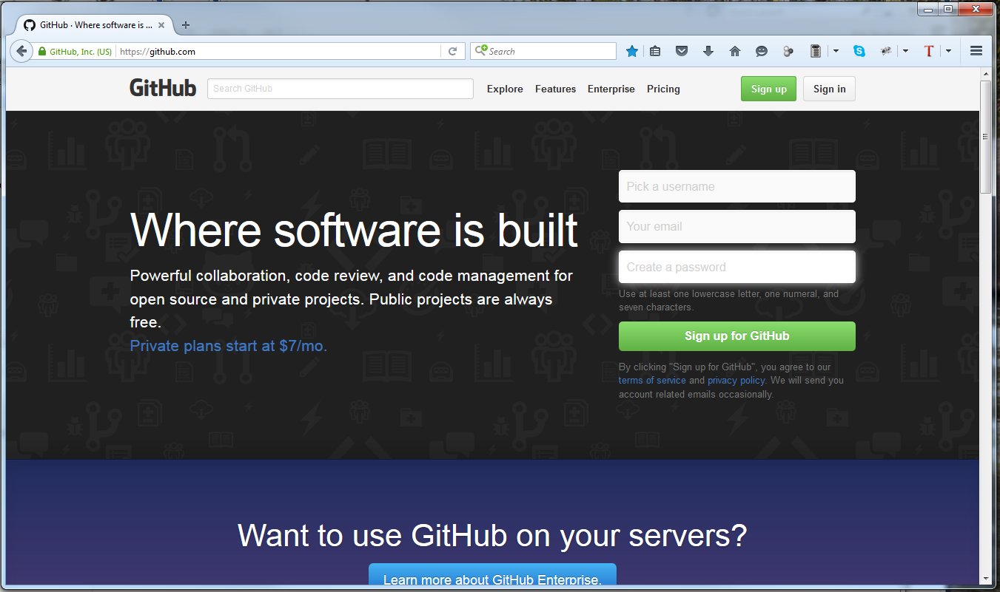 GitHub · Where software is ...
GitHub, Inc. (US) https://github.com
Search
GitHub
Search GitHub
Explore Features Enterprise Pricing
Sign up
Sign in
Where software is built
Powerful collaboration, code review, and code management for
open source and private projects. Public projects are always
free.
Private plans start at $7/mo.
Pick a username
Your email
Create a password
Use at least one lowercase letter, one numeral, and
seven characters.
Sign up for GitHub
By clicking "Sign up for GitHub", you agree to our
terms of service and privacy policy. We will send you
account related emails occasionally.
Want to use GitHub on your servers?
Learn more about GitHub Enterprise.